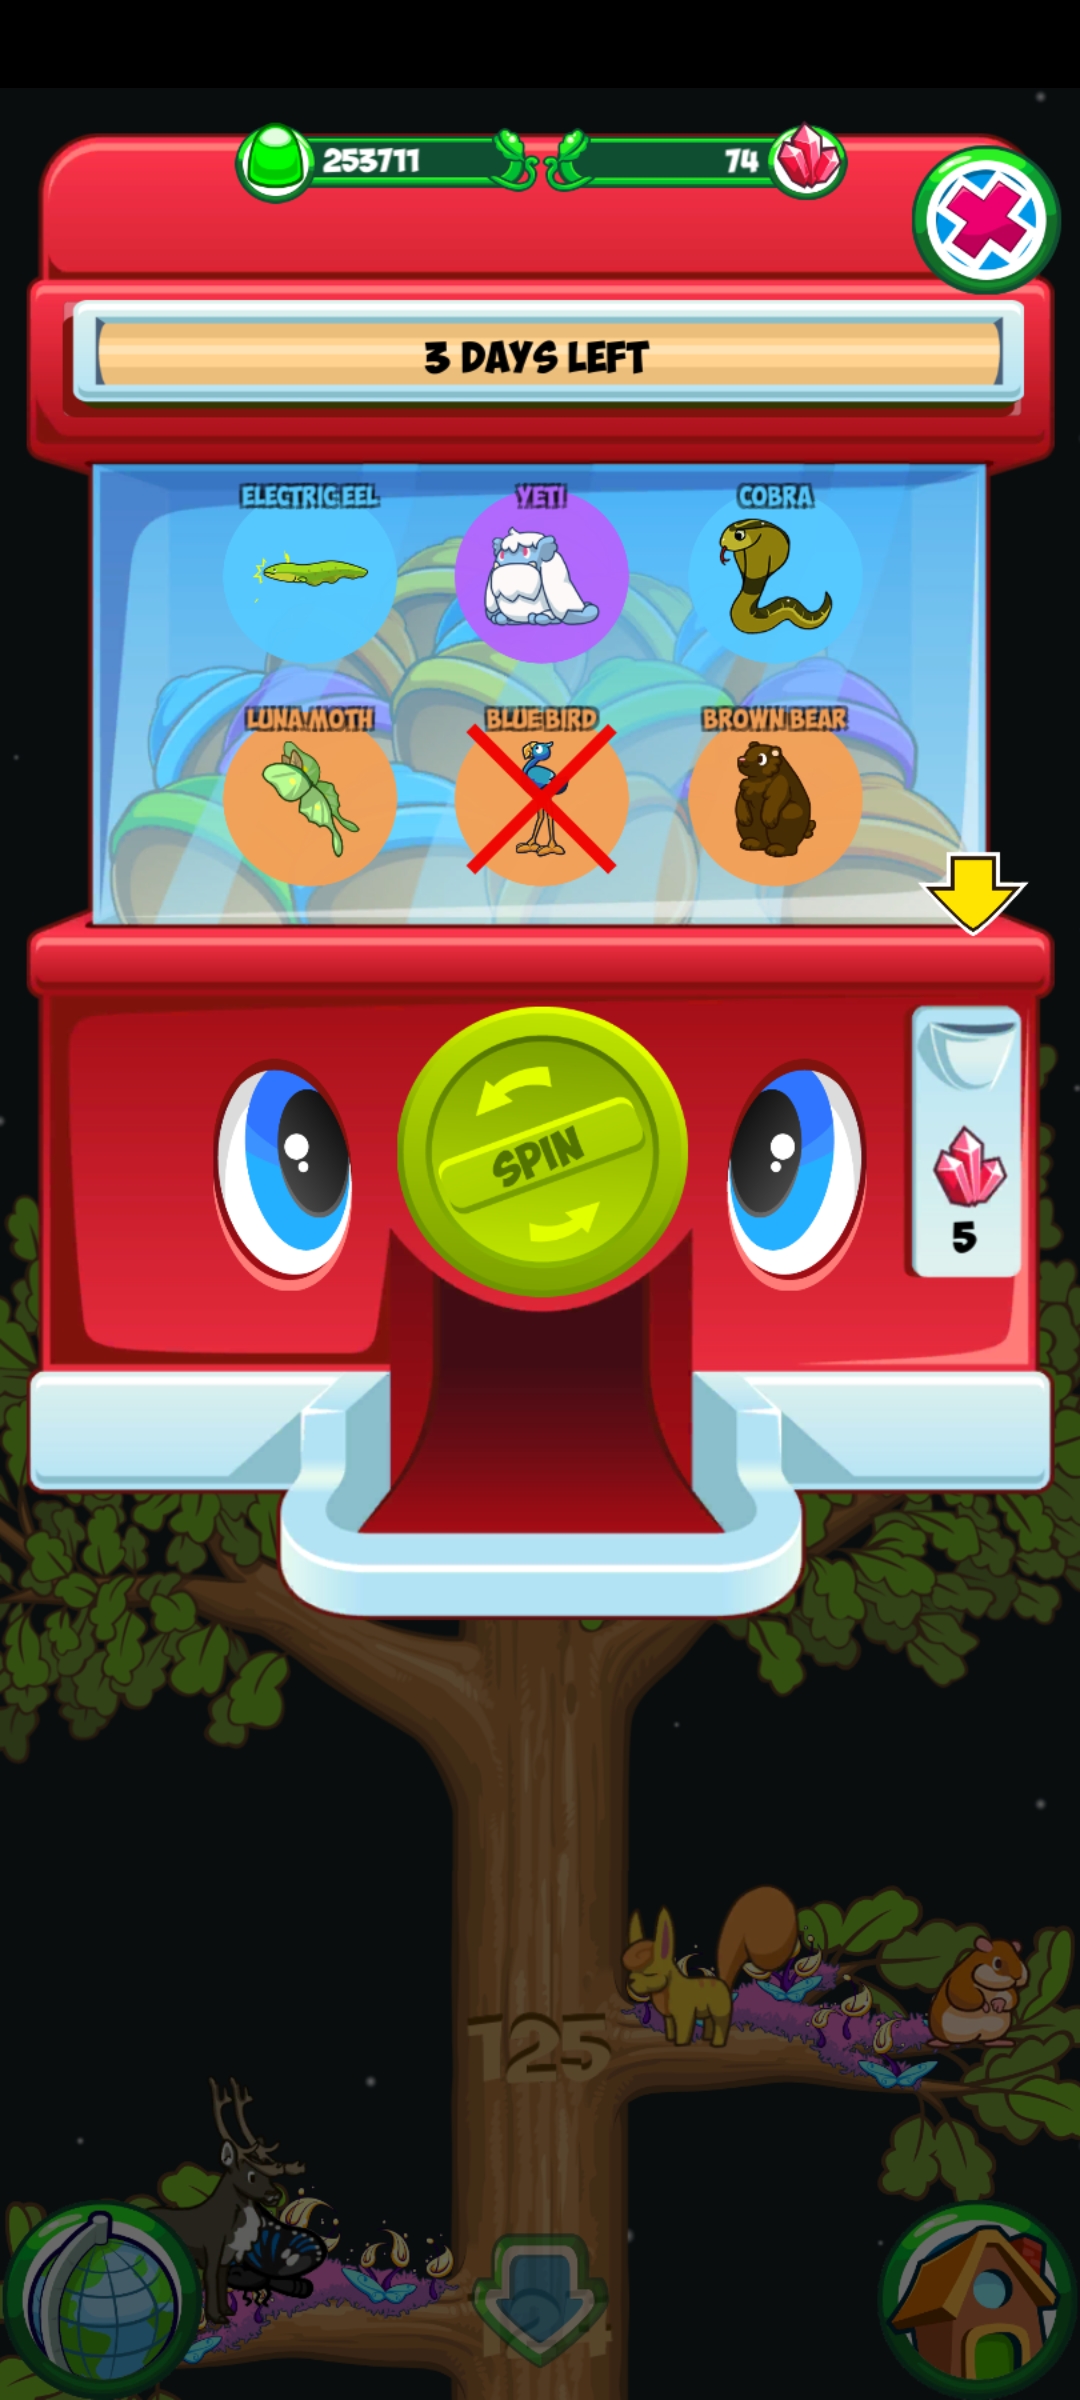 253711
74
3 DAYS LEFT
ELECTRIC EEL
YETI
COBRA
LUNA MOTH
BLUE BIRD
BROWN BEAR
SPIN
5
125